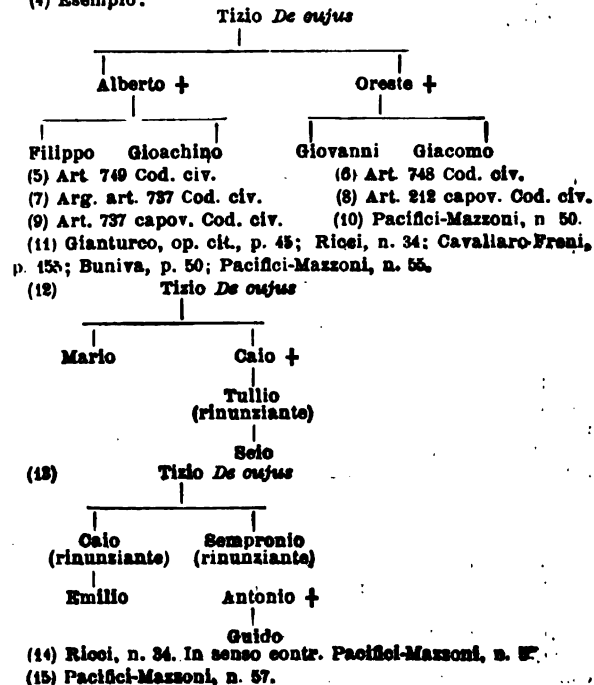 (4) Esempio:
Tizio De cujus
Alberto + Oreste +
Filippo Gioachino Giovanni Giacomo
(5) Art 749 Cod. civ. (6) Art. 748 Cod. civ.
(7) Arg. art. 737 Cod. civ. (8) Art. 212 capov. Cod. civ.
(9) Art. 737 capov. Cod. civ. (10) Pacifici-Mazzoni, n 50.
(11) Gianturco, op. cit., p. 45; Ricci, n. 34; Cavallaro-Freni,
p. 155; Buniva, p. 50; Pacifici-Mazzoni, n. 55.
(12) Tizio De cujus
Mario Caio +
Tullio
(rinunziante)
Seio
(13) Tizio De cujus
Caio Sempronio
(rinunziante) (rinunziante)
Emilio Antonio +
Guido
(14) Ricci, n. 34. In senso contr. Pacifici-Mazzoni, n.
(15) Pacifici-Mazzoni, n. 57.